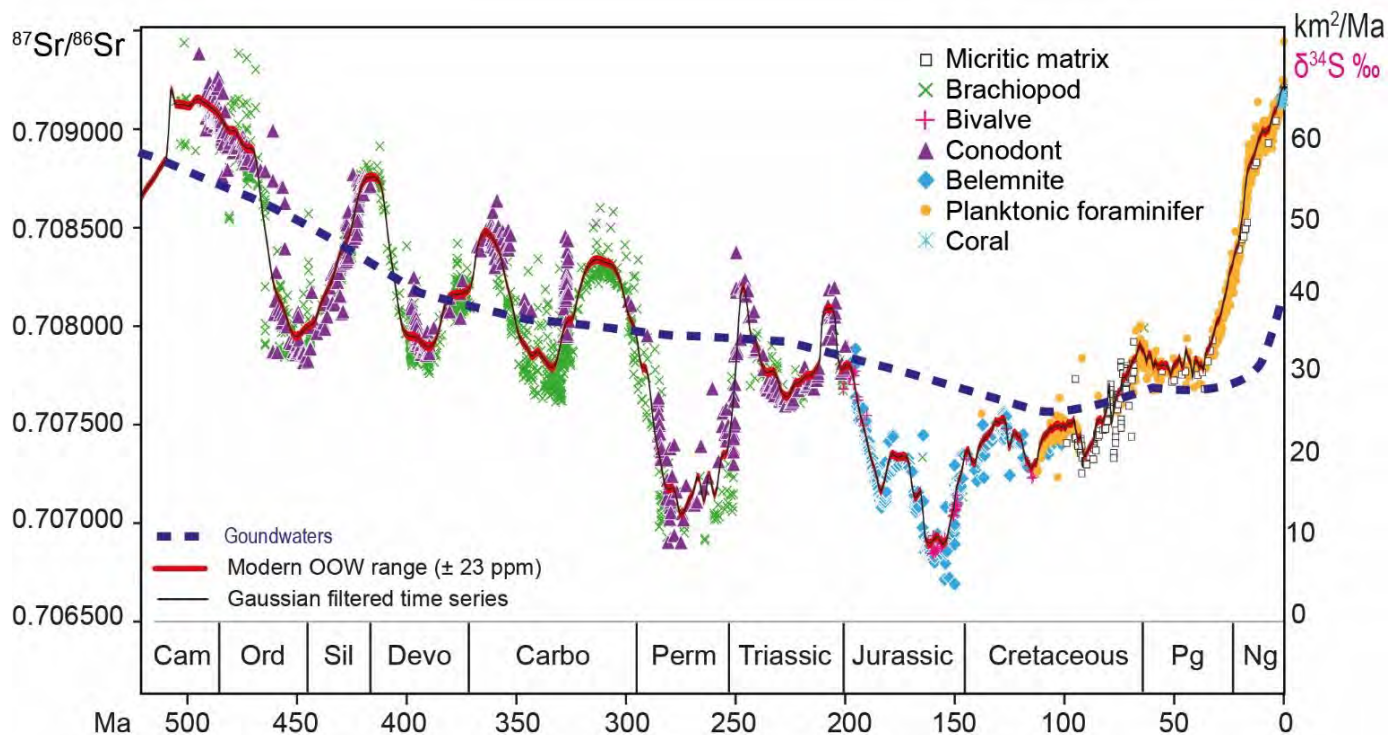 ⁸⁷Sr/⁸⁶Sr
km²/Ma
δ³⁴S ‰
Micritic matrix
Brachiopod
Bivalve
Conodont
Belemnite
Planktonic foraminifer
Coral
0.709000
0.708500
0.708000
0.707500
0.707000
0.706500
60
50
40
30
20
10
0
Goundwaters
Modern OOW range (± 23 ppm)
Gaussian filtered time series
Cam Ord Sil Devo Carbo Perm Triassic Jurassic Cretaceous Pg Ng
Ma 500 450 400 350 300 250 200 150 100 50 0